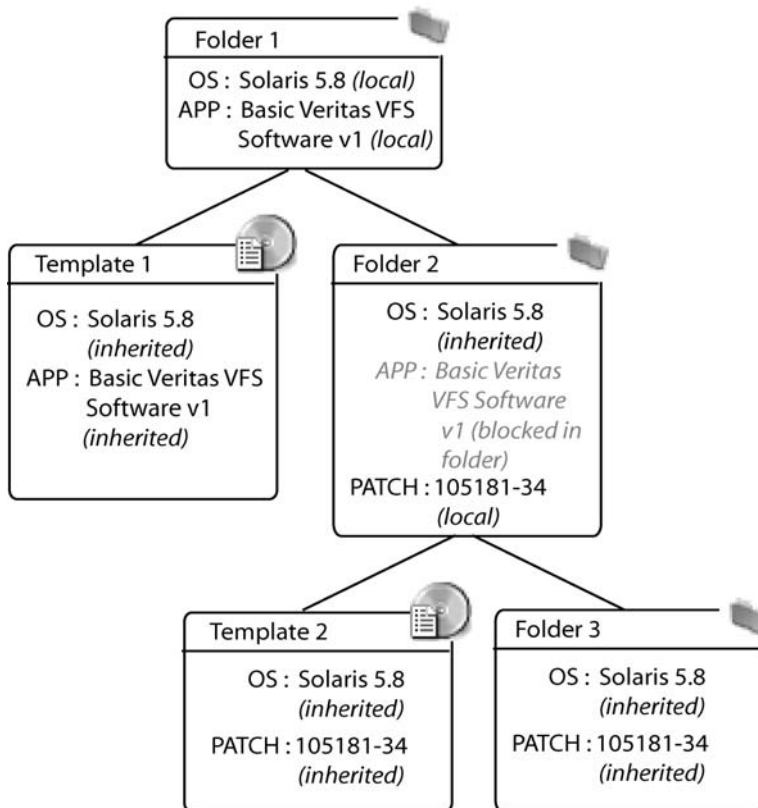 Folder 1
OS : Solaris 5.8 (local)
APP : Basic Veritas VFS
Software v1 (local)
Template 1
OS : Solaris 5.8
(inherited)
APP : Basic Veritas VFS
Software v1
(inherited)
Folder 2
OS : Solaris 5.8
(inherited)
APP : Basic Veritas
VFS Software
v1 (blocked in
folder)
PATCH : 105181-34
(local)
Template 2
OS : Solaris 5.8
(inherited)
PATCH : 105181-34
(inherited)
Folder 3
OS : Solaris 5.8
(inherited)
PATCH : 105181-34
(inherited)